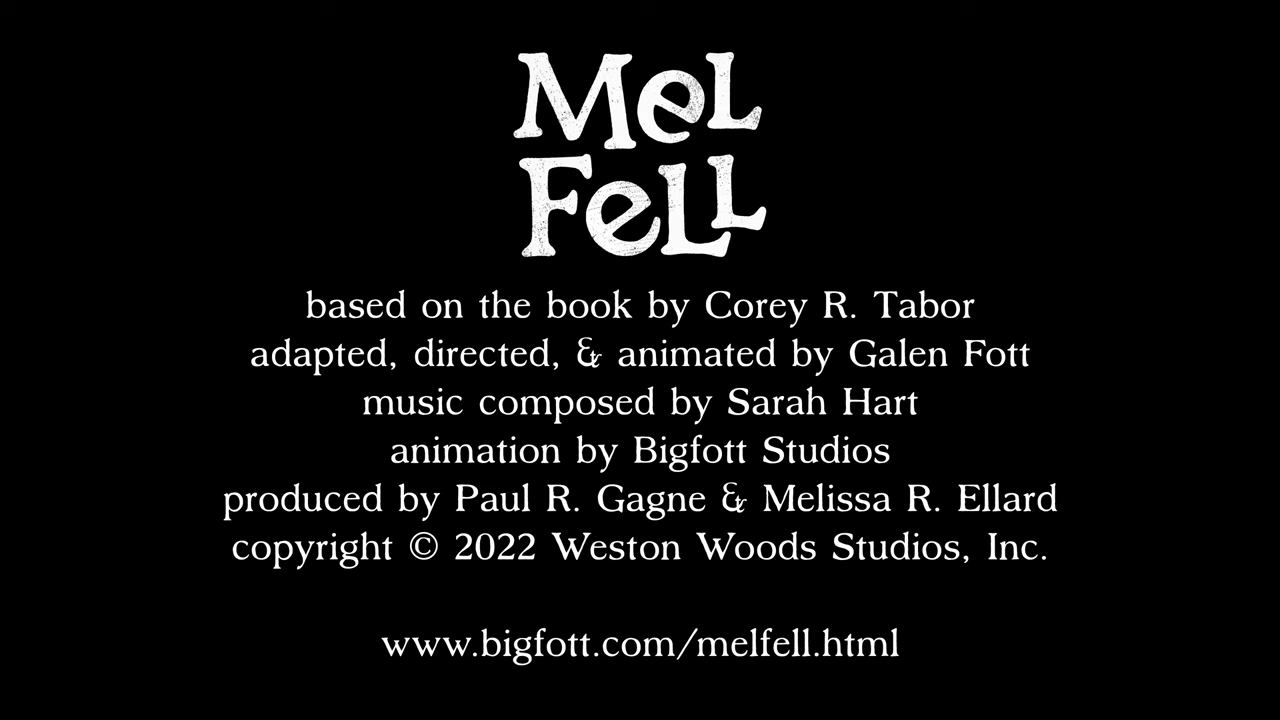 Mel
Fell
based on the book by Corey R. Tabor
adapted, directed, & animated by Galen Fott
music composed by Sarah Hart
animation by Bigfott Studios
produced by Paul R. Gagne & Melissa R. Ellard
copyright © 2022 Weston Woods Studios, Inc.
www.bigfott.com/melfell.html